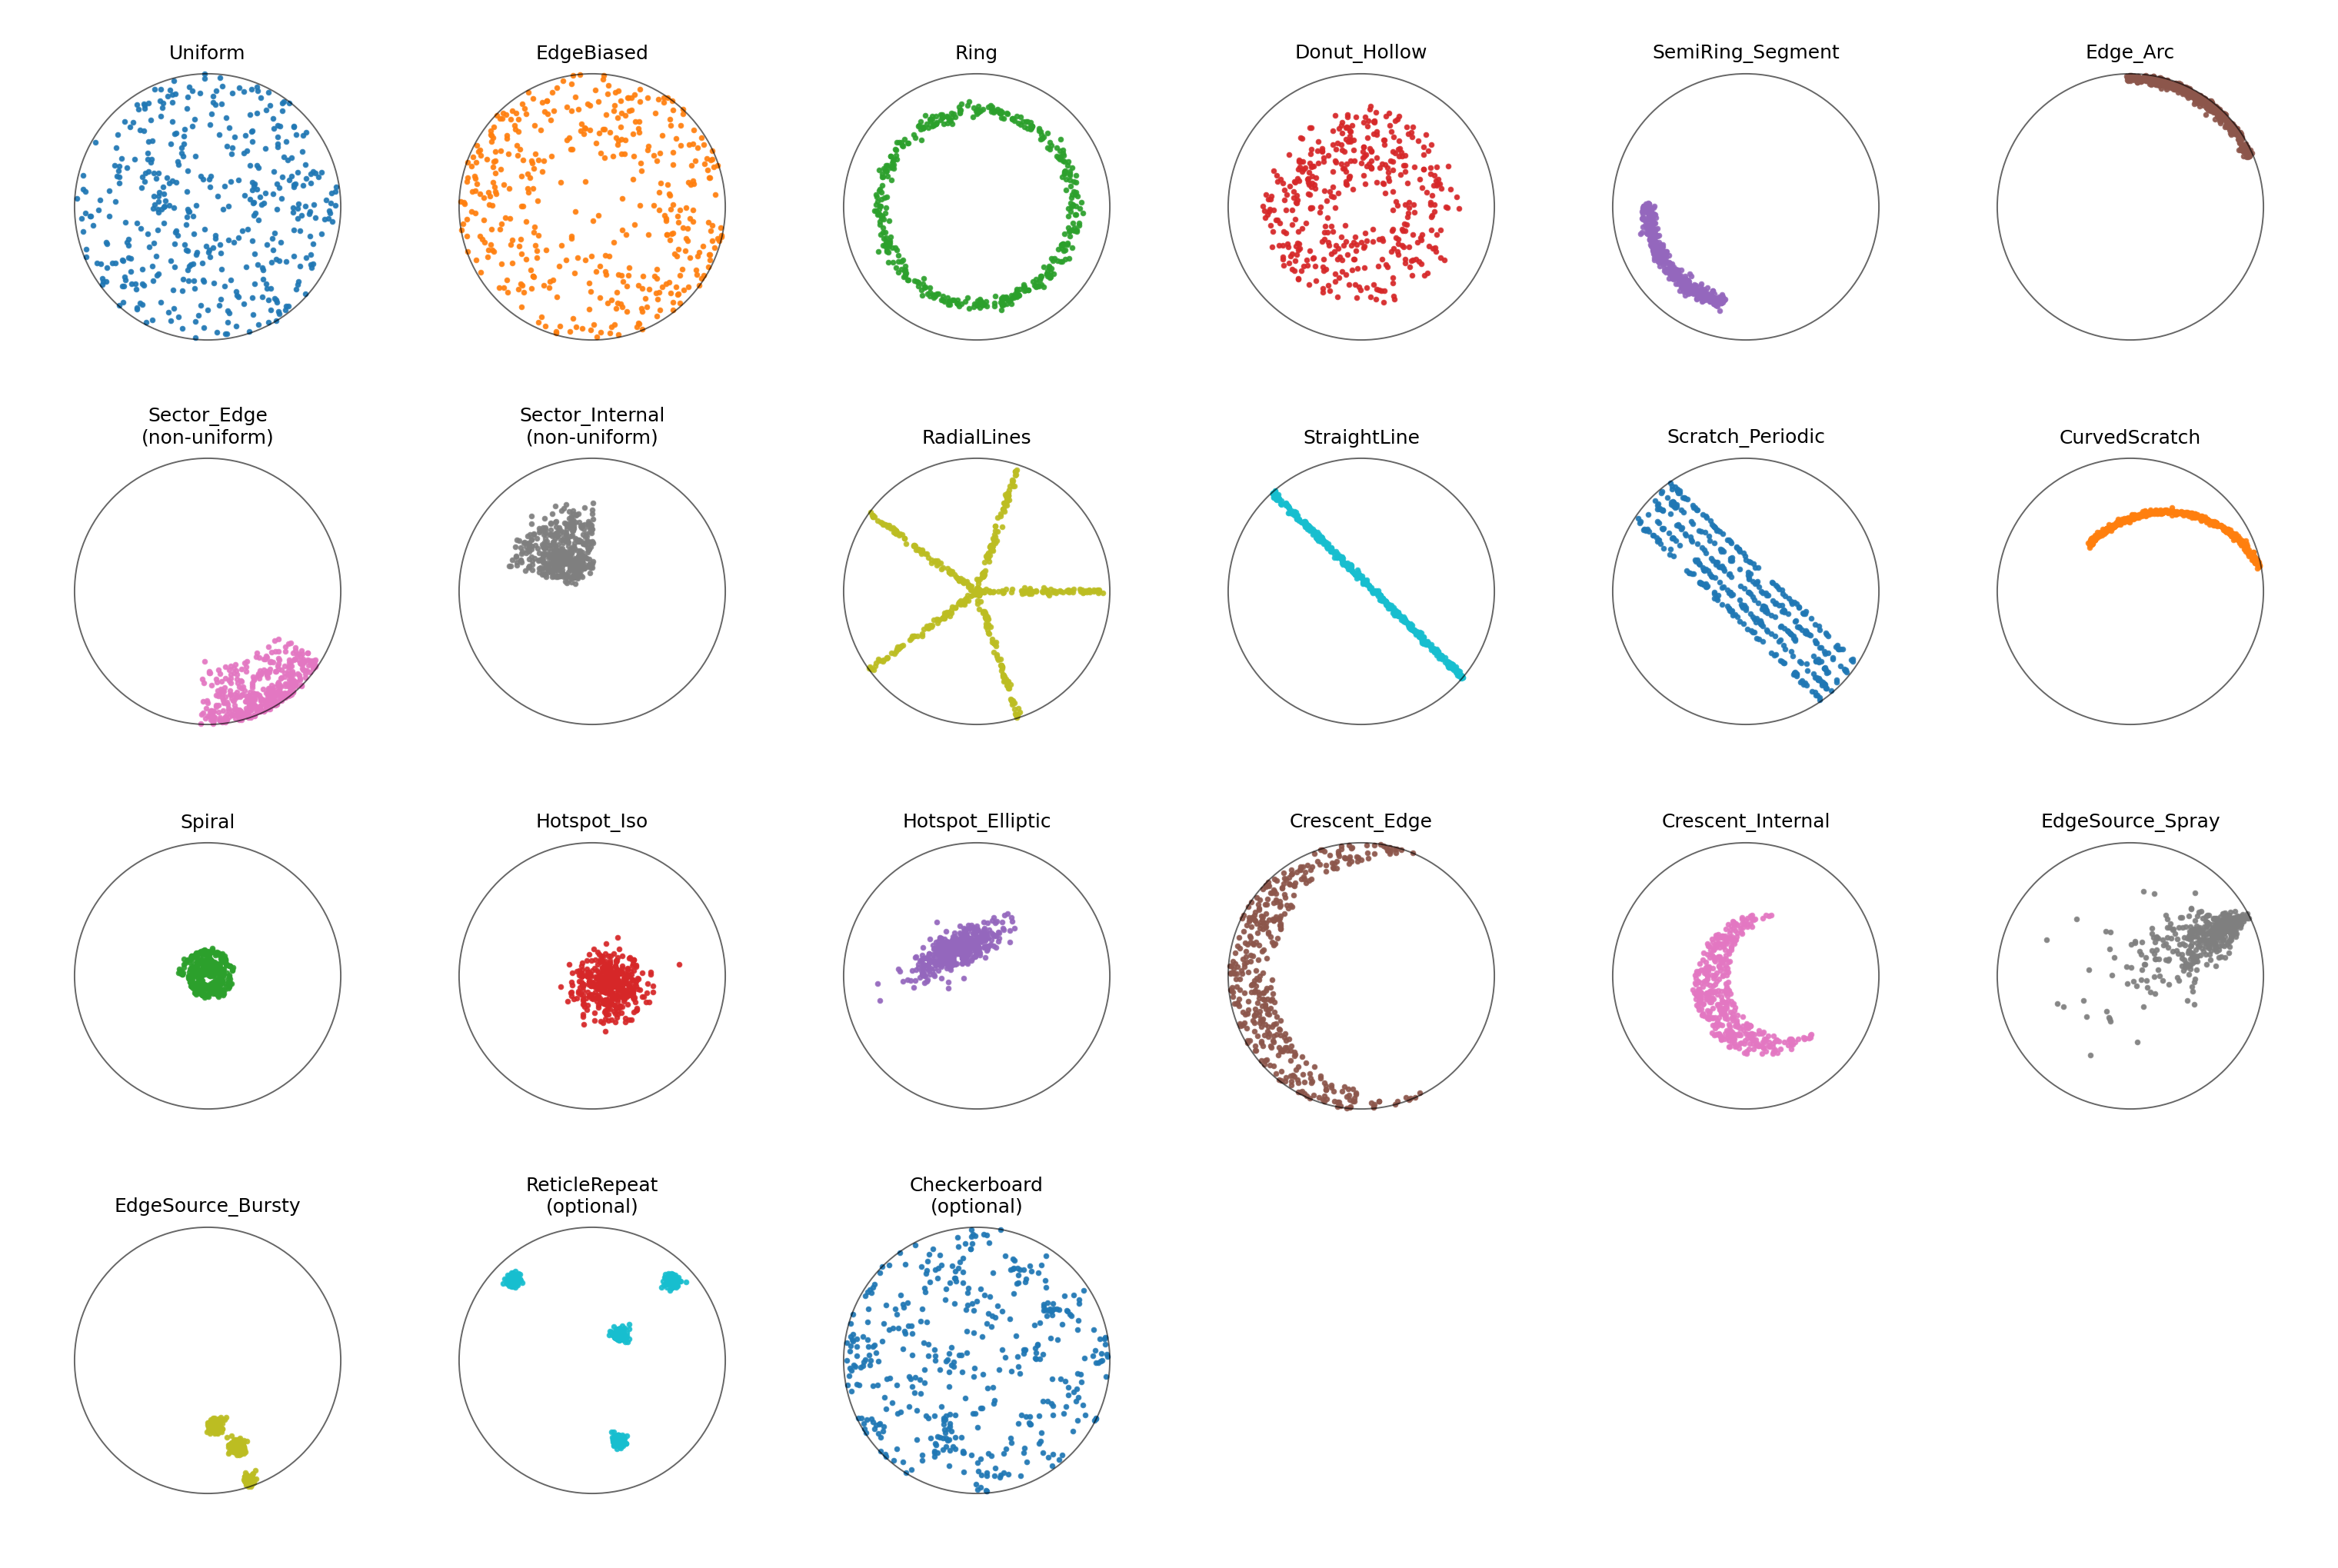 Uniform
EdgeBiased
Ring
Donut_Hollow
SemiRing_Segment
Edge_Arc
Sector_Edge
(non-uniform)
Sector_Internal
(non-uniform)
RadialLines
StraightLine
Scratch_Periodic
CurvedScratch
Spiral
Hotspot_Iso
Hotspot_Elliptic
Crescent_Edge
Crescent_Internal
EdgeSource_Spray
EdgeSource_Bursty
ReticleRepeat
(optional)
Checkerboard
(optional)